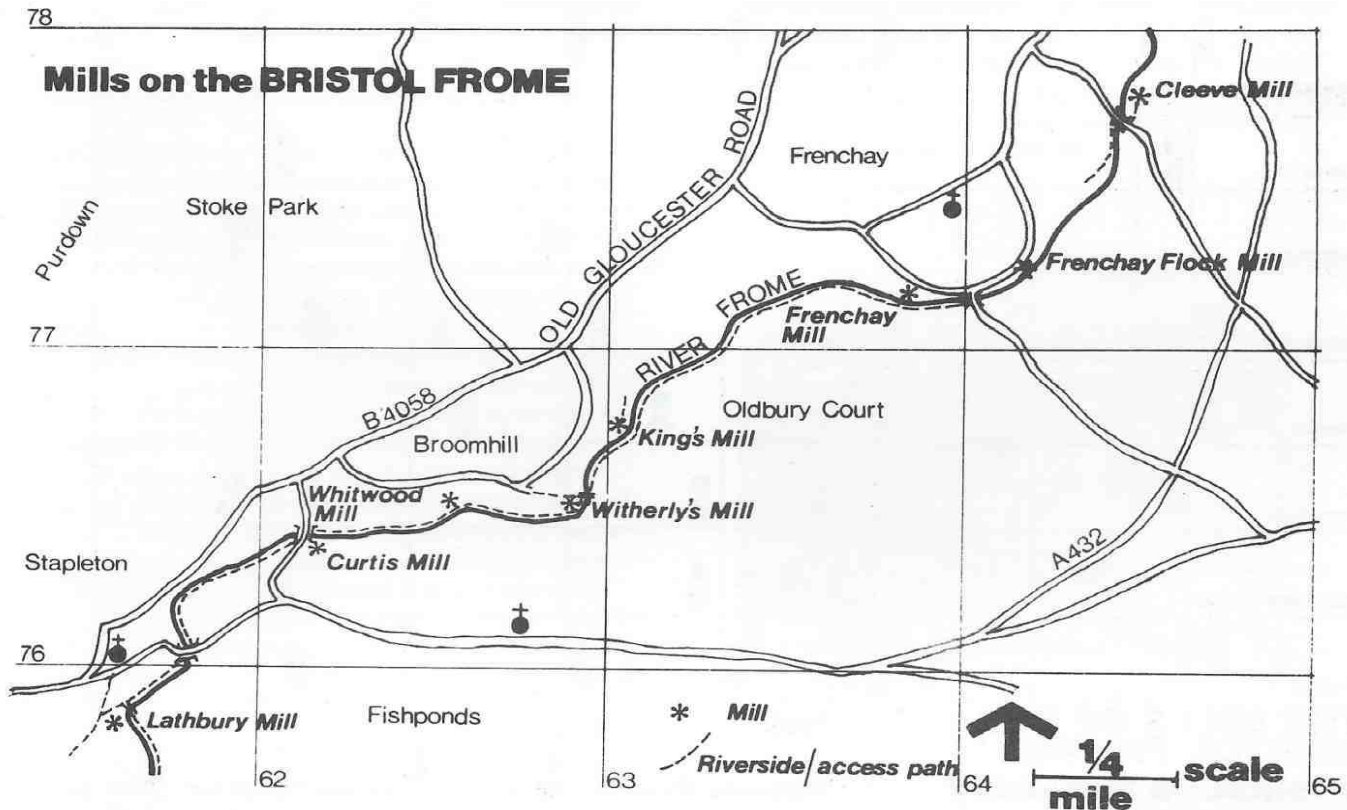 78
Mills on the BRISTOL FROME
Cleeve Mill
OLD GLOUCESTER ROAD
Frenchay
Purdown
Stoke Park
Frenchay Flock Mill
RIVER FROME
Frenchay
Mill
77
B4058
Oldbury Court
Broomhill
King's Mill
Whitwood
Mill
Witherly's Mill
Curtis Mill
Stapleton
A432
76
Lathbury Mill
Fishponds
* Mill
Riverside/access path
1/4 scale
mile
62
63
64
65